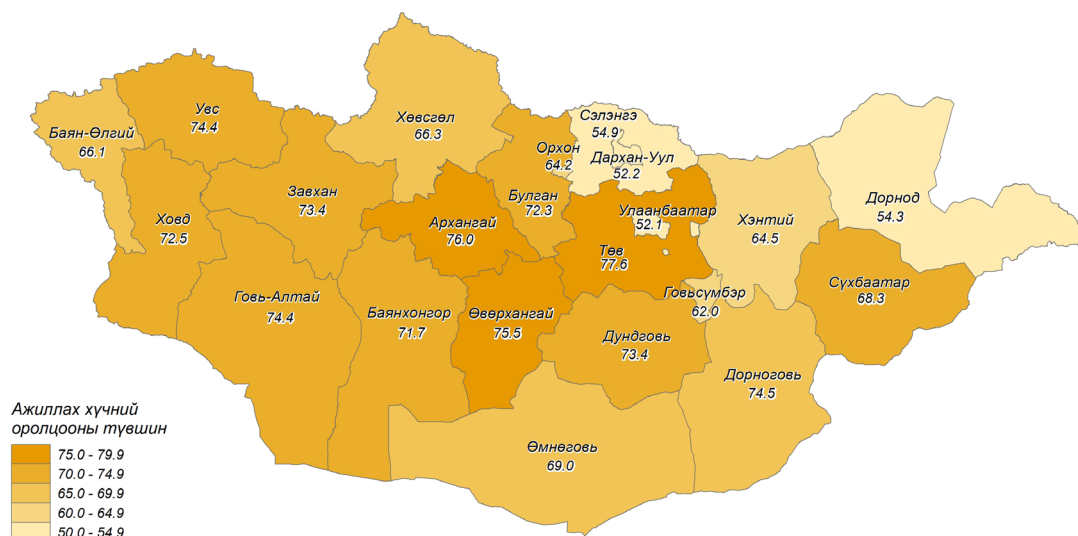 Увс
74.4
Баян-Өлгий
66.1
Хөвсгөл
66.3
Сэлэнгэ
54.9
Орхон
64.2
Дархан-Уул
52.2
Завхан
73.4
Булган
72.3
Ховд
72.5
Архангай
76.0
Улаанбаатар
52.1
Хэнтий
64.5
Дорнод
54.3
Төв
77.6
Говь-Алтай
74.4
Баянхонгор
71.7
Өвөрхангай
75.5
Говьсүмбэр
62.0
Сүхбаатар
68.3
Дундговь
73.4
Дорноговь
74.5
Өмнөговь
69.0
Ажиллах хүчний
оролцооны түвшин
75.0 - 79.9
70.0 - 74.9
65.0 - 69.9
60.0 - 64.9
50.0 - 54.9